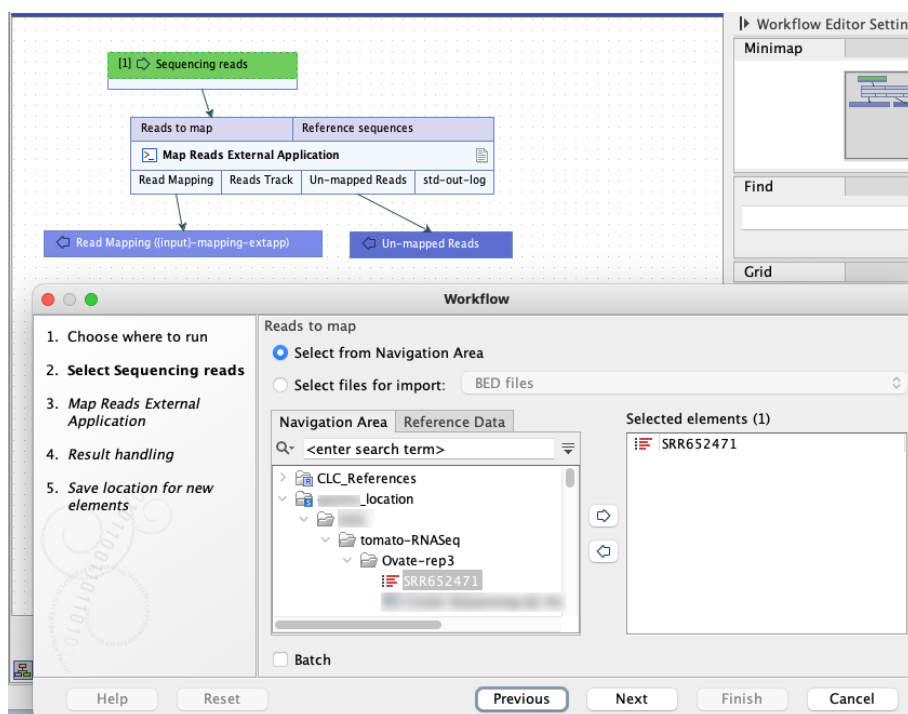 Workflow Editor Settin
Minimap
[1] Sequencing reads
Reads to map
Reference sequences
Map Reads External Application
Read Mapping
Reads Track
Un-mapped Reads
std-out-log
Read Mapping ({input}-mapping-extapp)
Un-mapped Reads
Find
Grid
Workflow
1. Choose where to run
2. Select Sequencing reads
3. Map Reads External
Application
4. Result handling
5. Save location for new
elements
Reads to map
Select from Navigation Area
Select files for import:
BED files
Navigation Area
Reference Data
<enter search term>
CLC_References
_location
tomato-RNASeq
Ovate-rep3
SRR652471
Selected elements (1)
SRR652471
Batch
Help
Reset
Previous
Next
Finish
Cancel